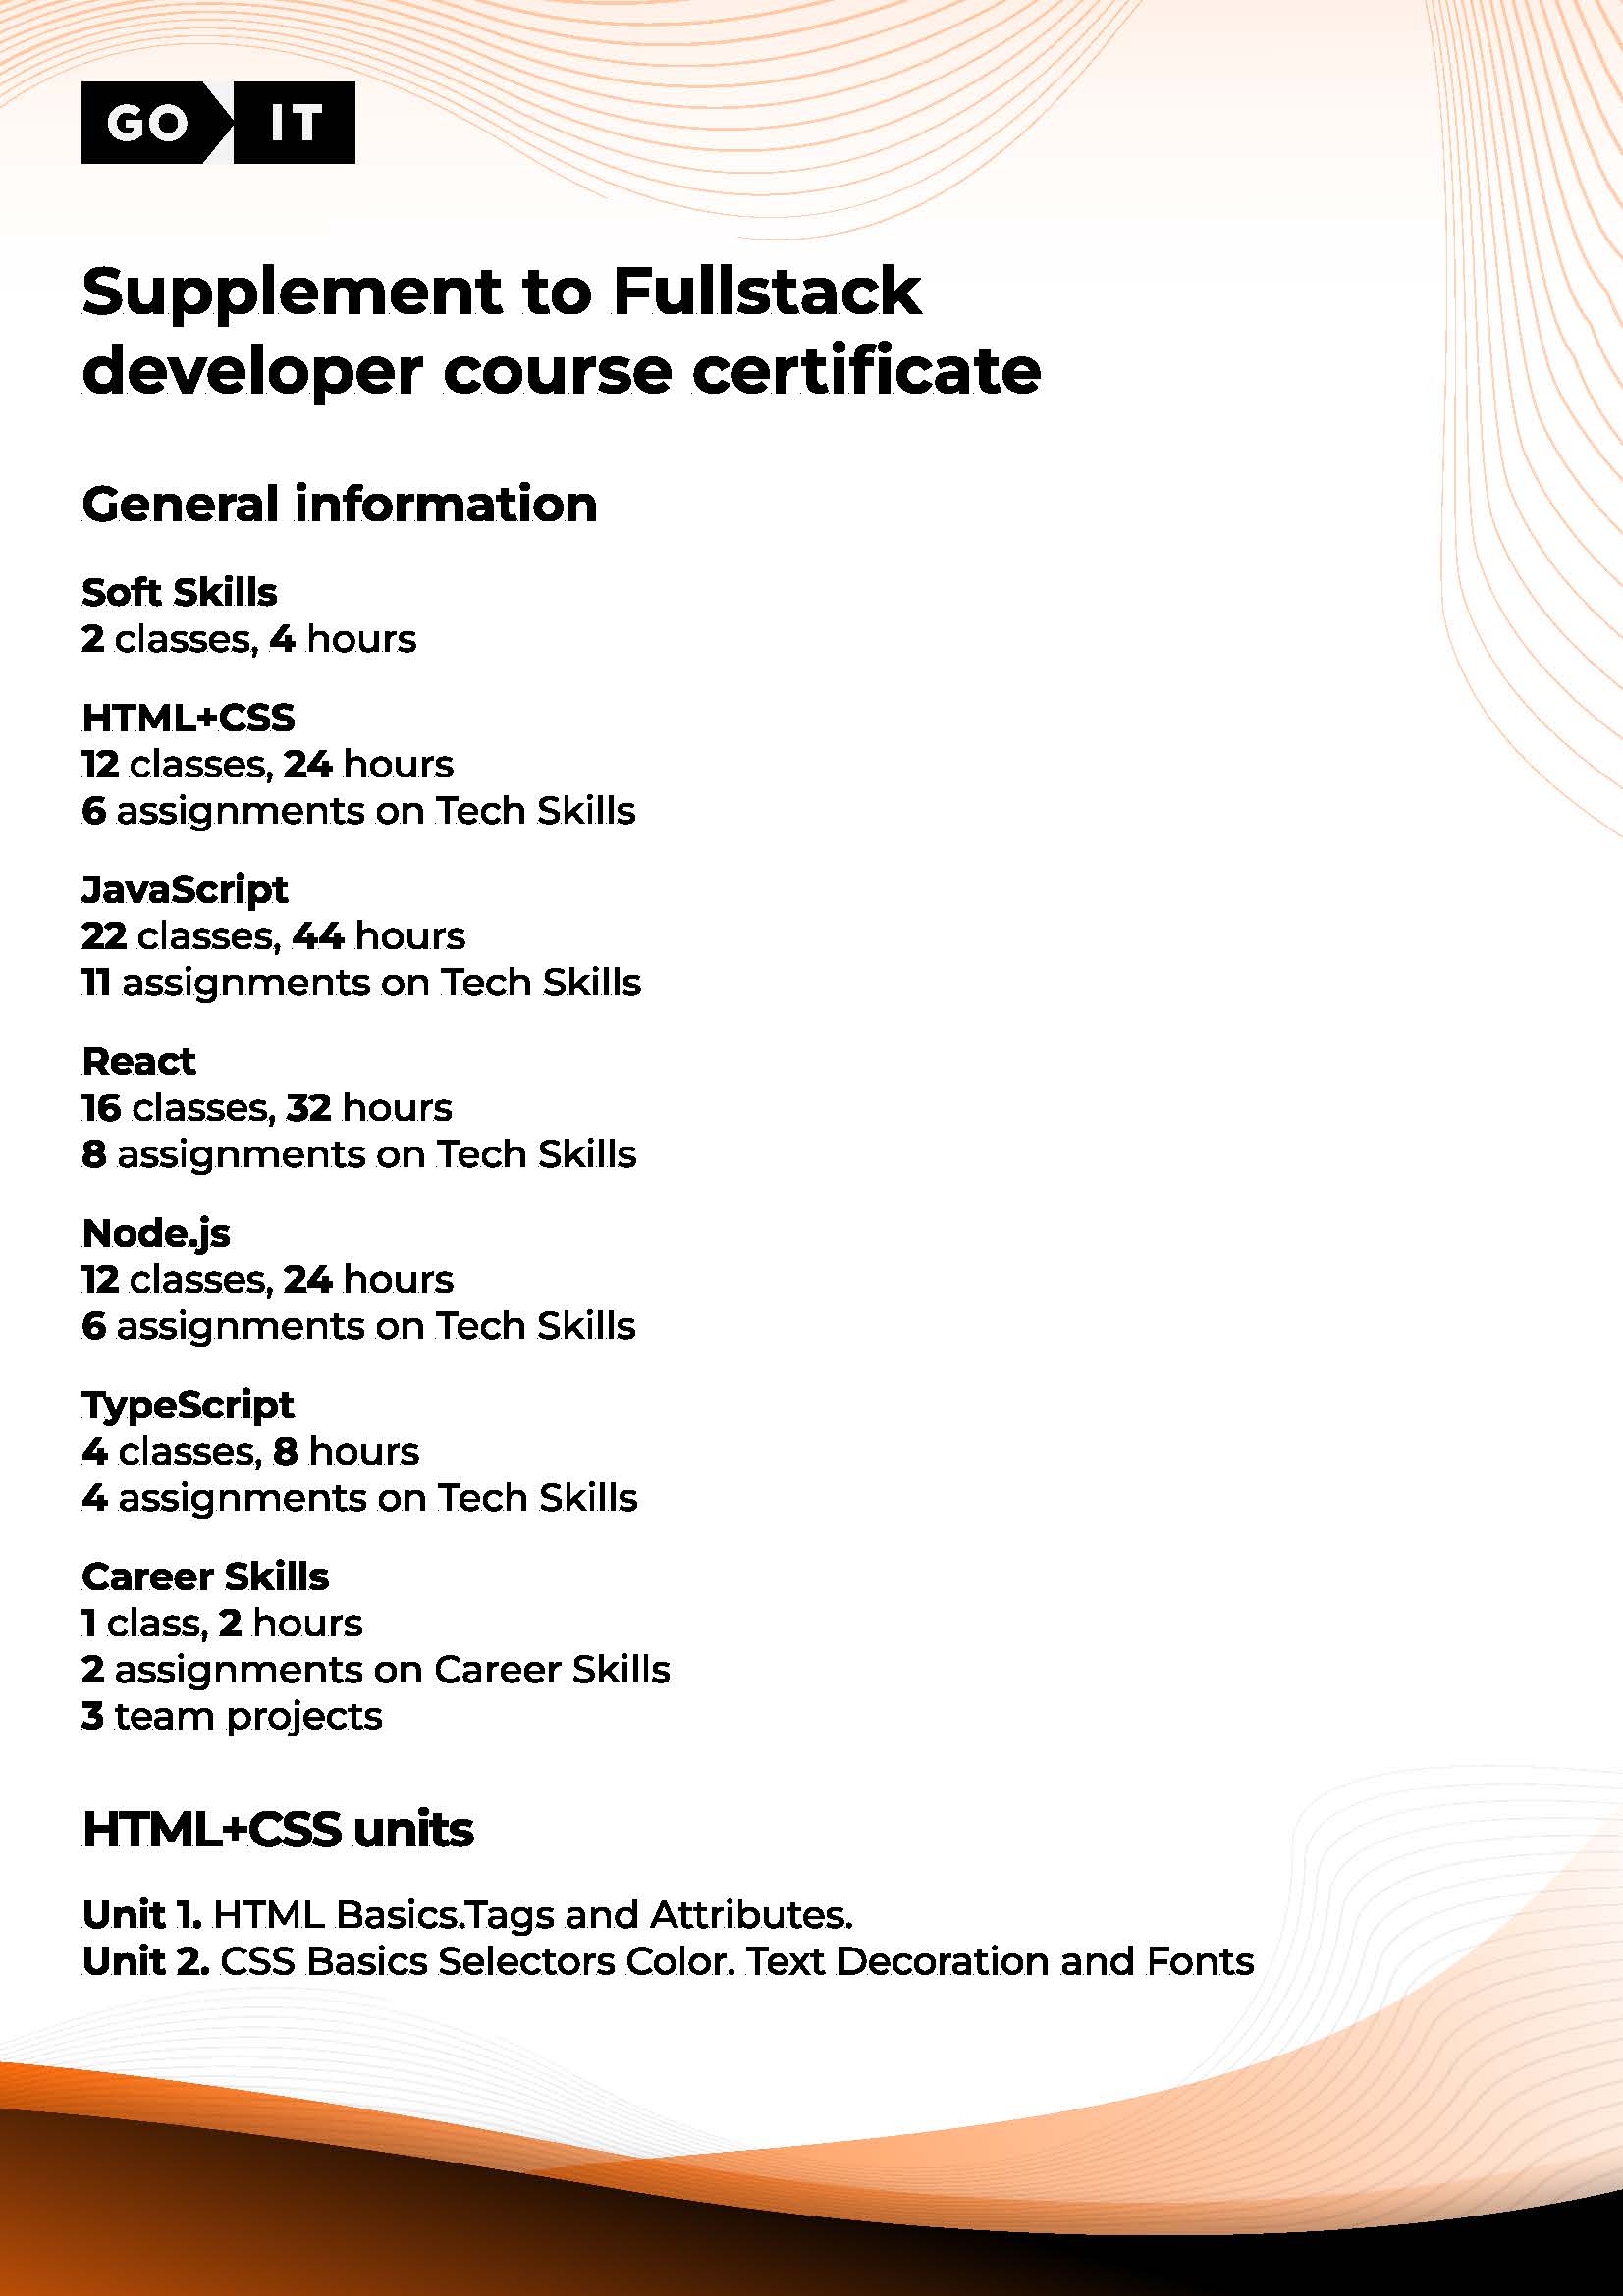 GO IT
Supplement to Fullstack
developer course certificate
General information
Soft Skills
2 classes, 4 hours
HTML+CSS
12 classes, 24 hours
6 assignments on Tech Skills
JavaScript
22 classes, 44 hours
11 assignments on Tech Skills
React
16 classes, 32 hours
8 assignments on Tech Skills
Node.js
12 classes, 24 hours
6 assignments on Tech Skills
TypeScript
4 classes, 8 hours
4 assignments on Tech Skills
Career Skills
1 class, 2 hours
2 assignments on Career Skills
3 team projects
HTML+CSS units
Unit 1. HTML Basics.Tags and Attributes.
Unit 2. CSS Basics Selectors Color. Text Decoration and Fonts